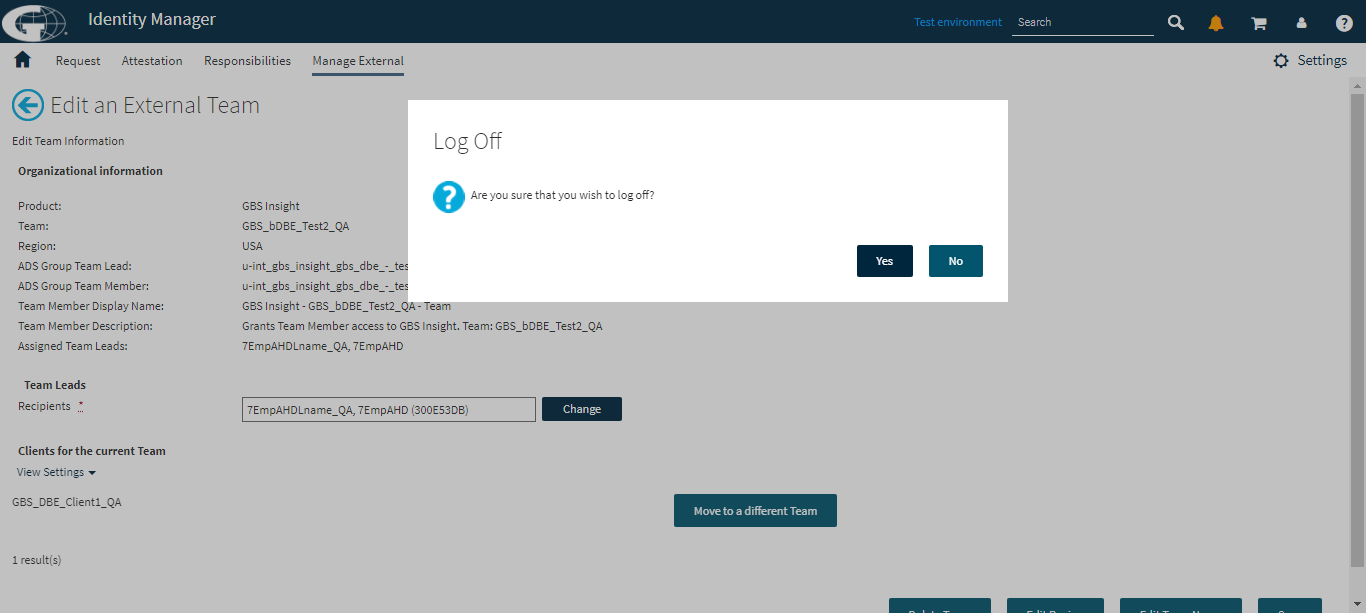 Identity Manager
Test environment
Search
Request Attestation Responsibilities Manage External
Settings
Edit an External Team
Edit Team Information
Organizational information
Product: GBS Insight
Team: GBS_bDBE_Test2_QA
Region: USA
ADS Group Team Lead: u-int_gbs_insight_gbs_dbe_-_tes
ADS Group Team Member: u-int_gbs_insight_gbs_dbe_-_tes
Team Member Display Name: GBS Insight - GBS_bDBE_Test2_QA - Team
Team Member Description: Grants Team Member access to GBS Insight. Team: GBS_bDBE_Test2_QA
Assigned Team Leads: 7EmpAHDLname_QA, 7EmpAHD
Log Off
Are you sure that you wish to log off?
Yes No
Team Leads
Recipients * 7EmpAHDLname_QA, 7EmpAHD (300E53DB) Change
Clients for the current Team
View Settings
GBS_DBE_Client1_QA Move to a different Team
1 result(s)